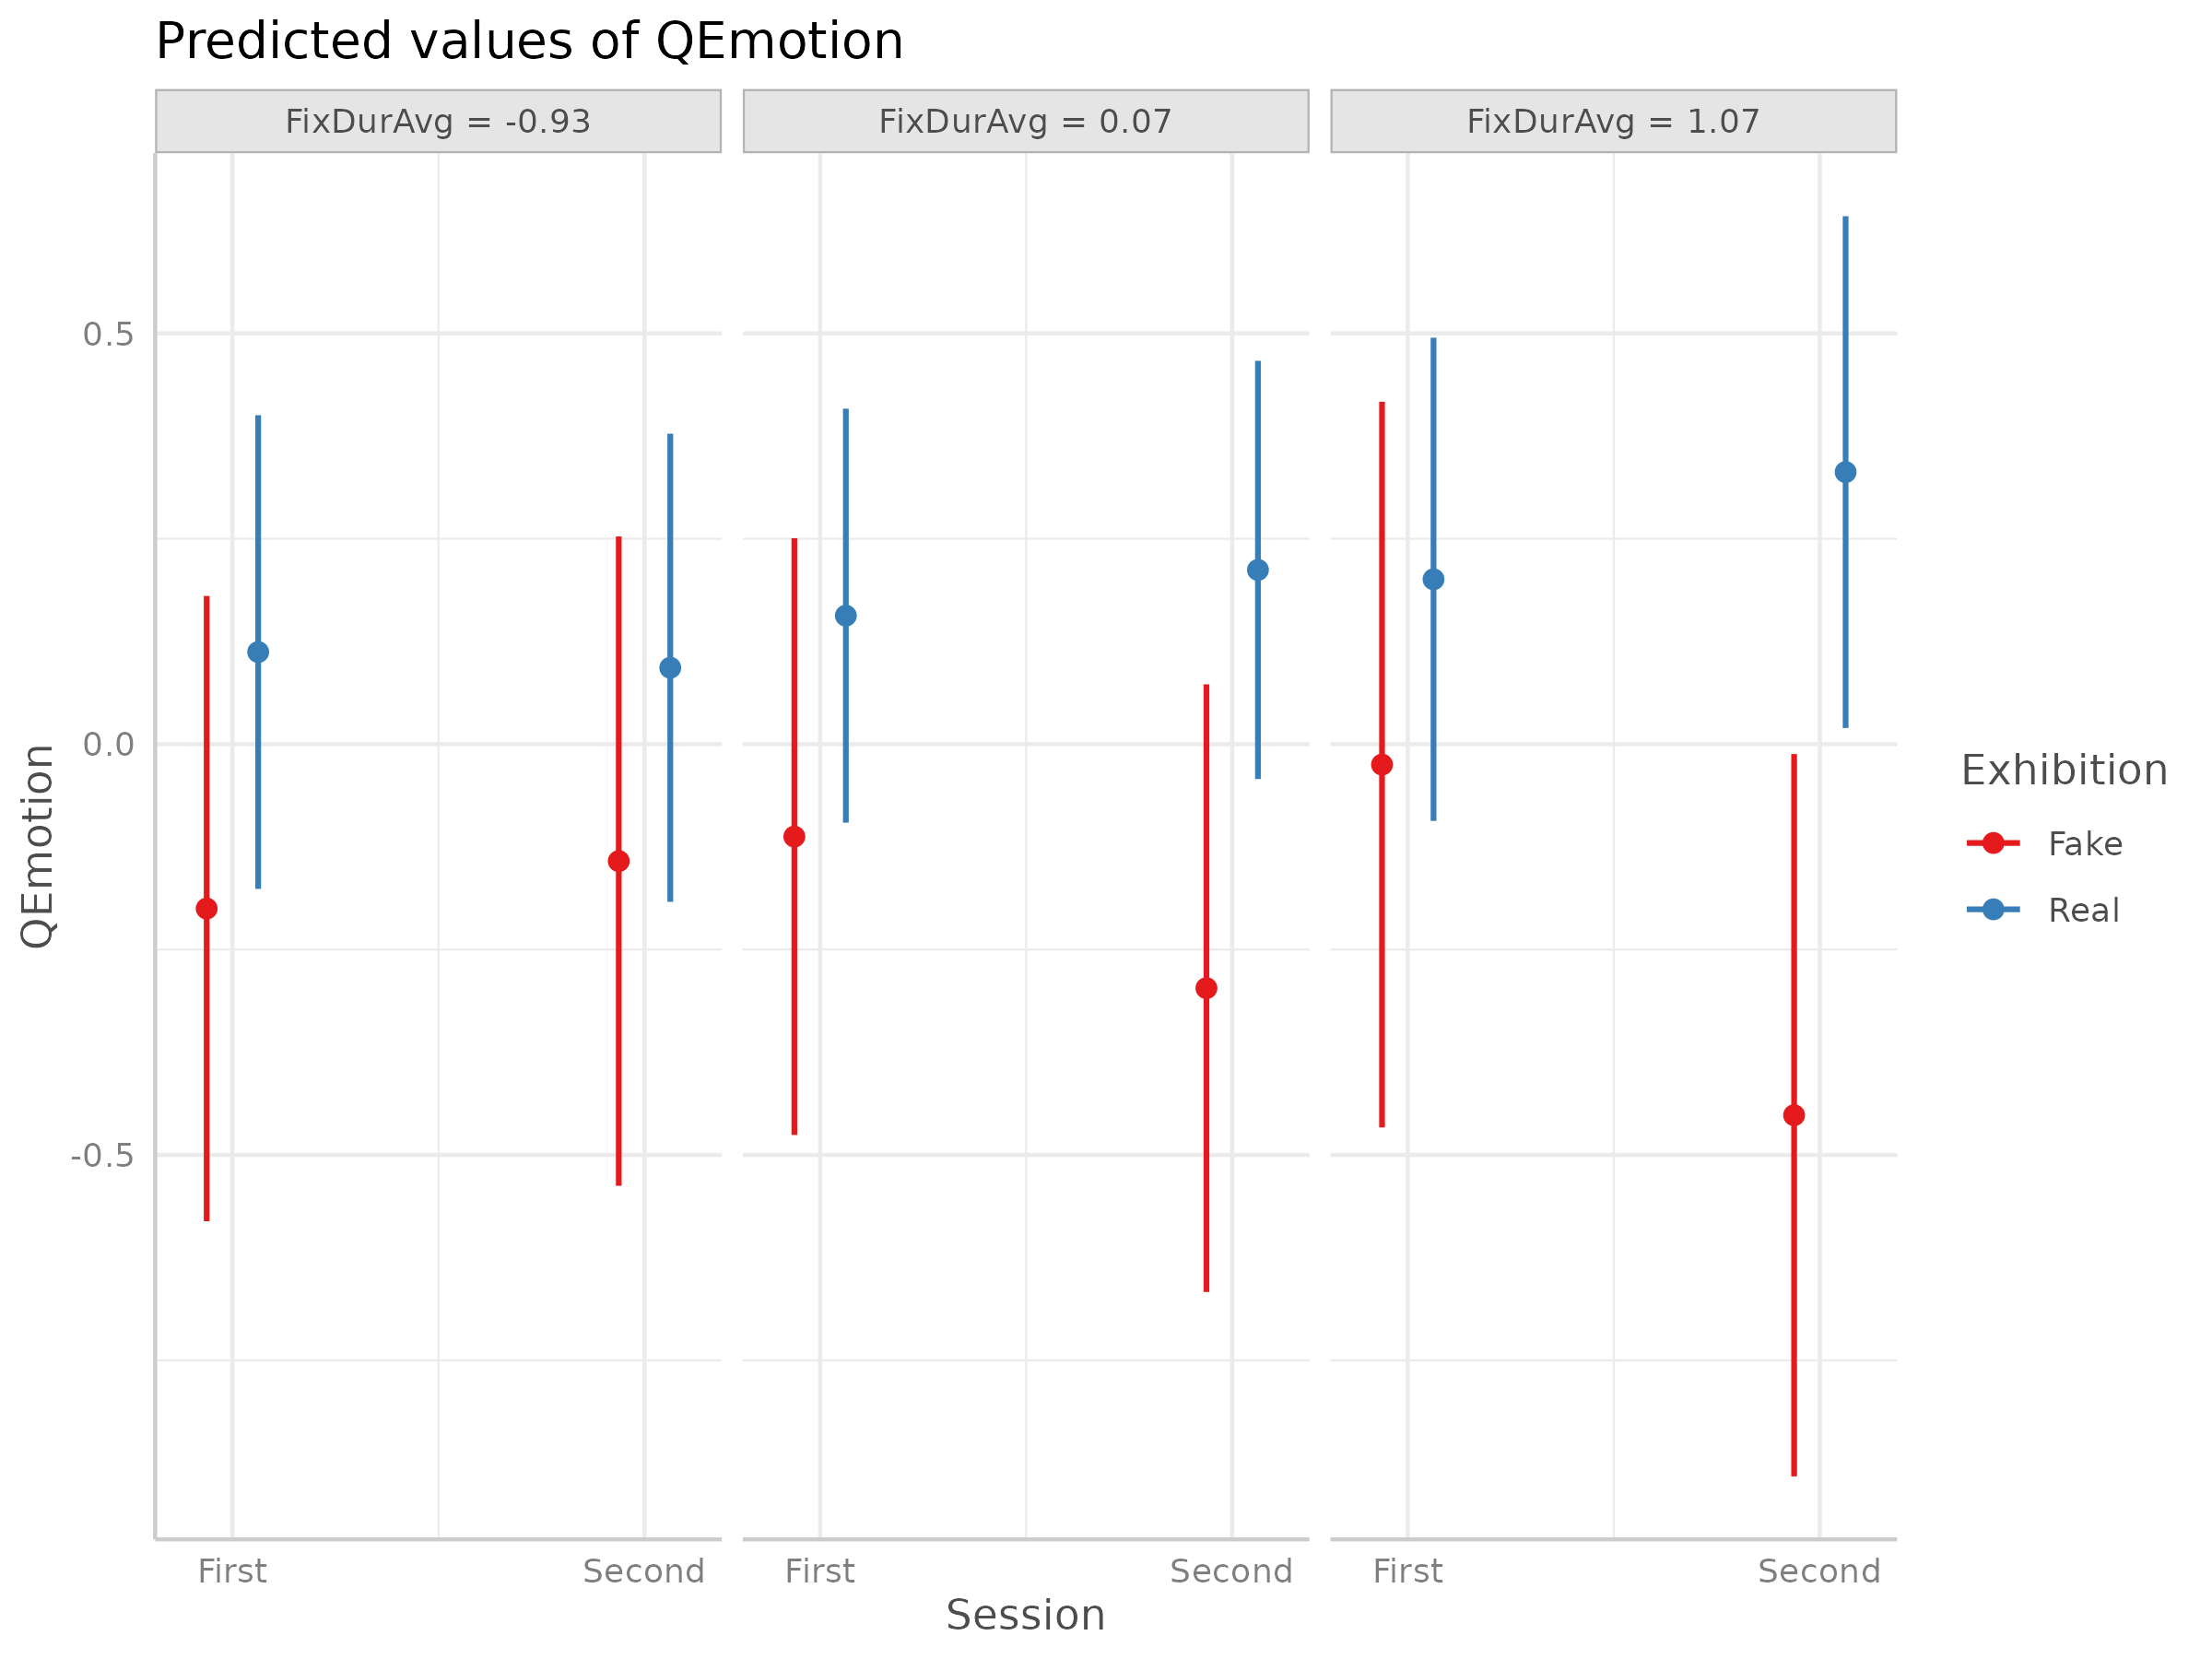 Predicted values of QEmotion
FixDurAvg = -0.93
FixDurAvg = 0.07
FixDurAvg = 1.07
0.5
0.0
-0.5
QEmotion
First
Second
First
Second
First
Second
Session
Exhibition
Fake
Real